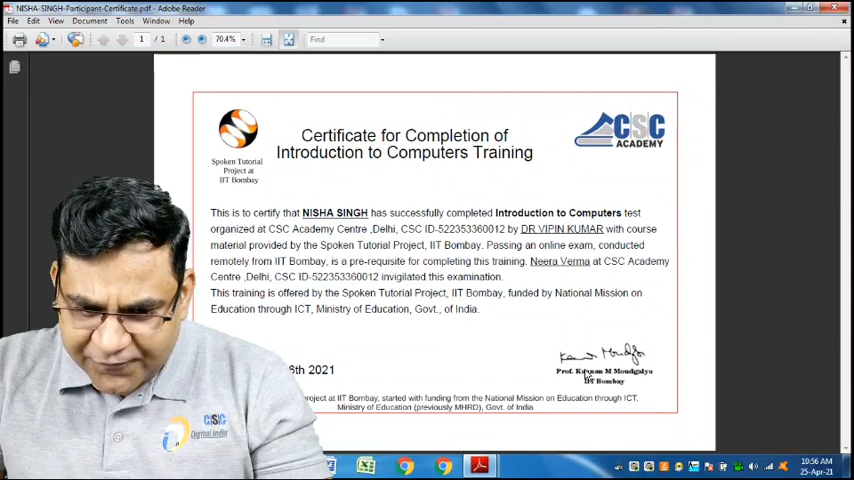 NISHA-SINGH-Participant-Certificate.pdf - Adobe Reader
File Edit View Document Tools Window Help
1 / 1 70.4% Find
Certificate for Completion of
Introduction to Computers Training
Spoken Tutorial
Project at
IIT Bombay
CSC
ACADEMY
This is to certify that NISHA SINGH has successfully completed Introduction to Computers test
organized at CSC Academy Centre ,Delhi, CSC ID-522353360012 by DR VIPIN KUMAR with course
material provided by the Spoken Tutorial Project, IIT Bombay. Passing an online exam, conducted
remotely from IIT Bombay, is a pre-requisite for completing this training. Neera Verma at CSC Academy
Centre ,Delhi, CSC ID-522353360012 invigilated this examination.
This training is offered by the Spoken Tutorial Project, IIT Bombay, funded by National Mission on
Education through ICT, Ministry of Education, Govt., of India.
6th 2021
Prof. Kannan M Moudgalya
IIT Bombay
project at IIT Bombay, started with funding from the National Mission on Education through ICT,
Ministry of Education (previously MHRD), Govt. of India
CSC
Digital India
10:56 AM
25-Apr-21